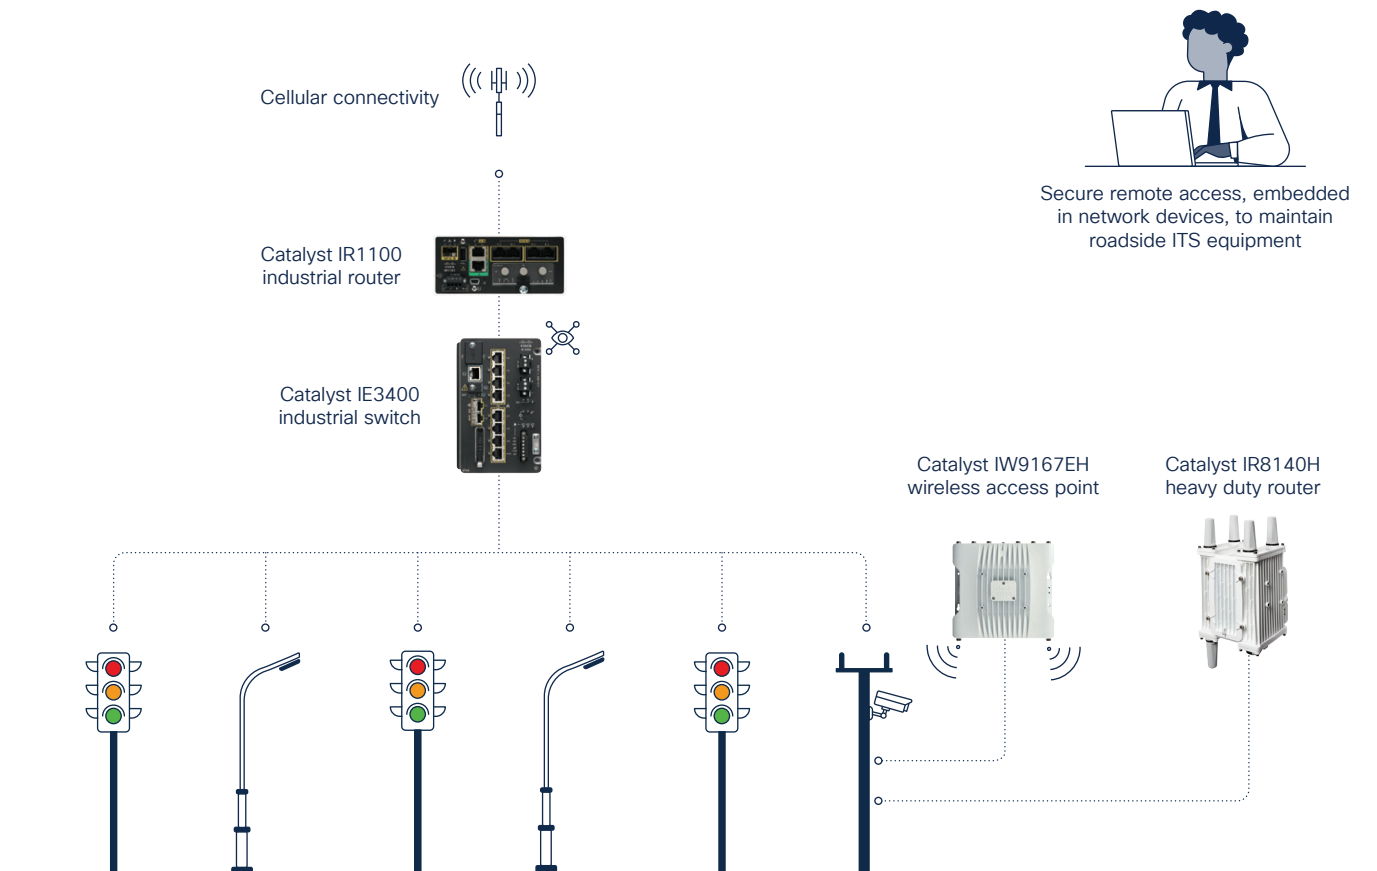 Cellular connectivity
Secure remote access, embedded
in network devices, to maintain
roadside ITS equipment
Catalyst IR1100
industrial router
Catalyst IE3400
industrial switch
Catalyst IW9167EH
wireless access point
Catalyst IR8140H
heavy duty router